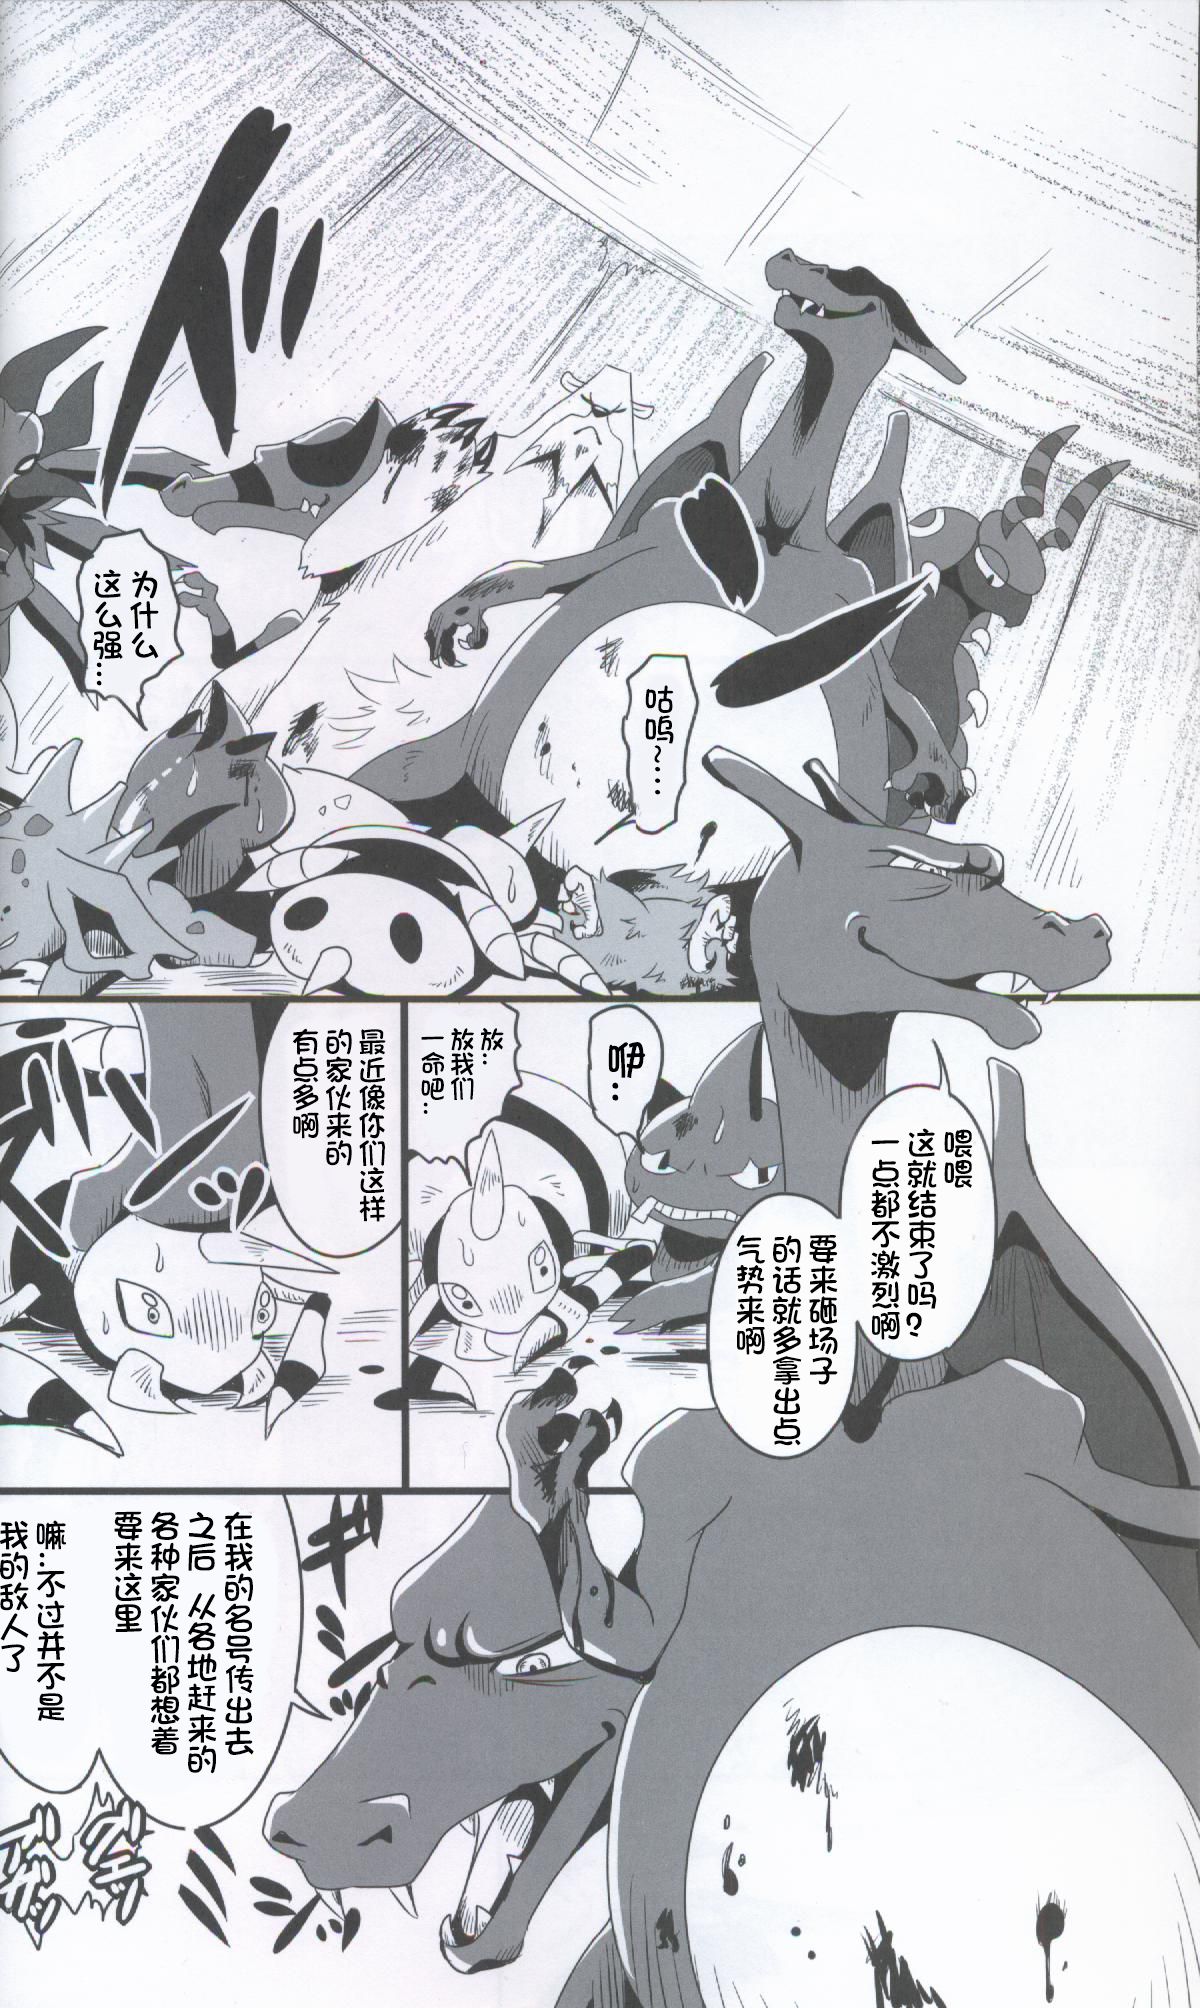 ズドドッ
咕呜~…
为什么
这么强…
喂喂
这就结束了吗?
一点都不激烈啊
要来砸场子
的话就多拿出点
气势来啊
咿…
放…
放我们
一命吧…
最近像你们这样
的家伙来的
有点多啊
在我的名号传出去
之后 从各地赶来的
各种家伙们都想着
要来这里
嘛…不过并不是
我的敌人了